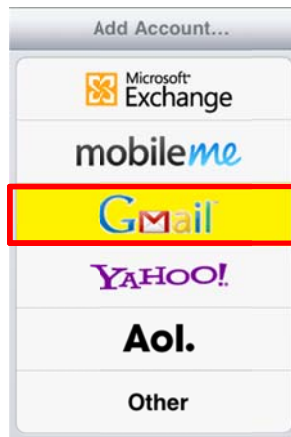 Add Account...
Microsoft
Exchange
mobileme
Gmail
YAHOO!
Aol.
Other